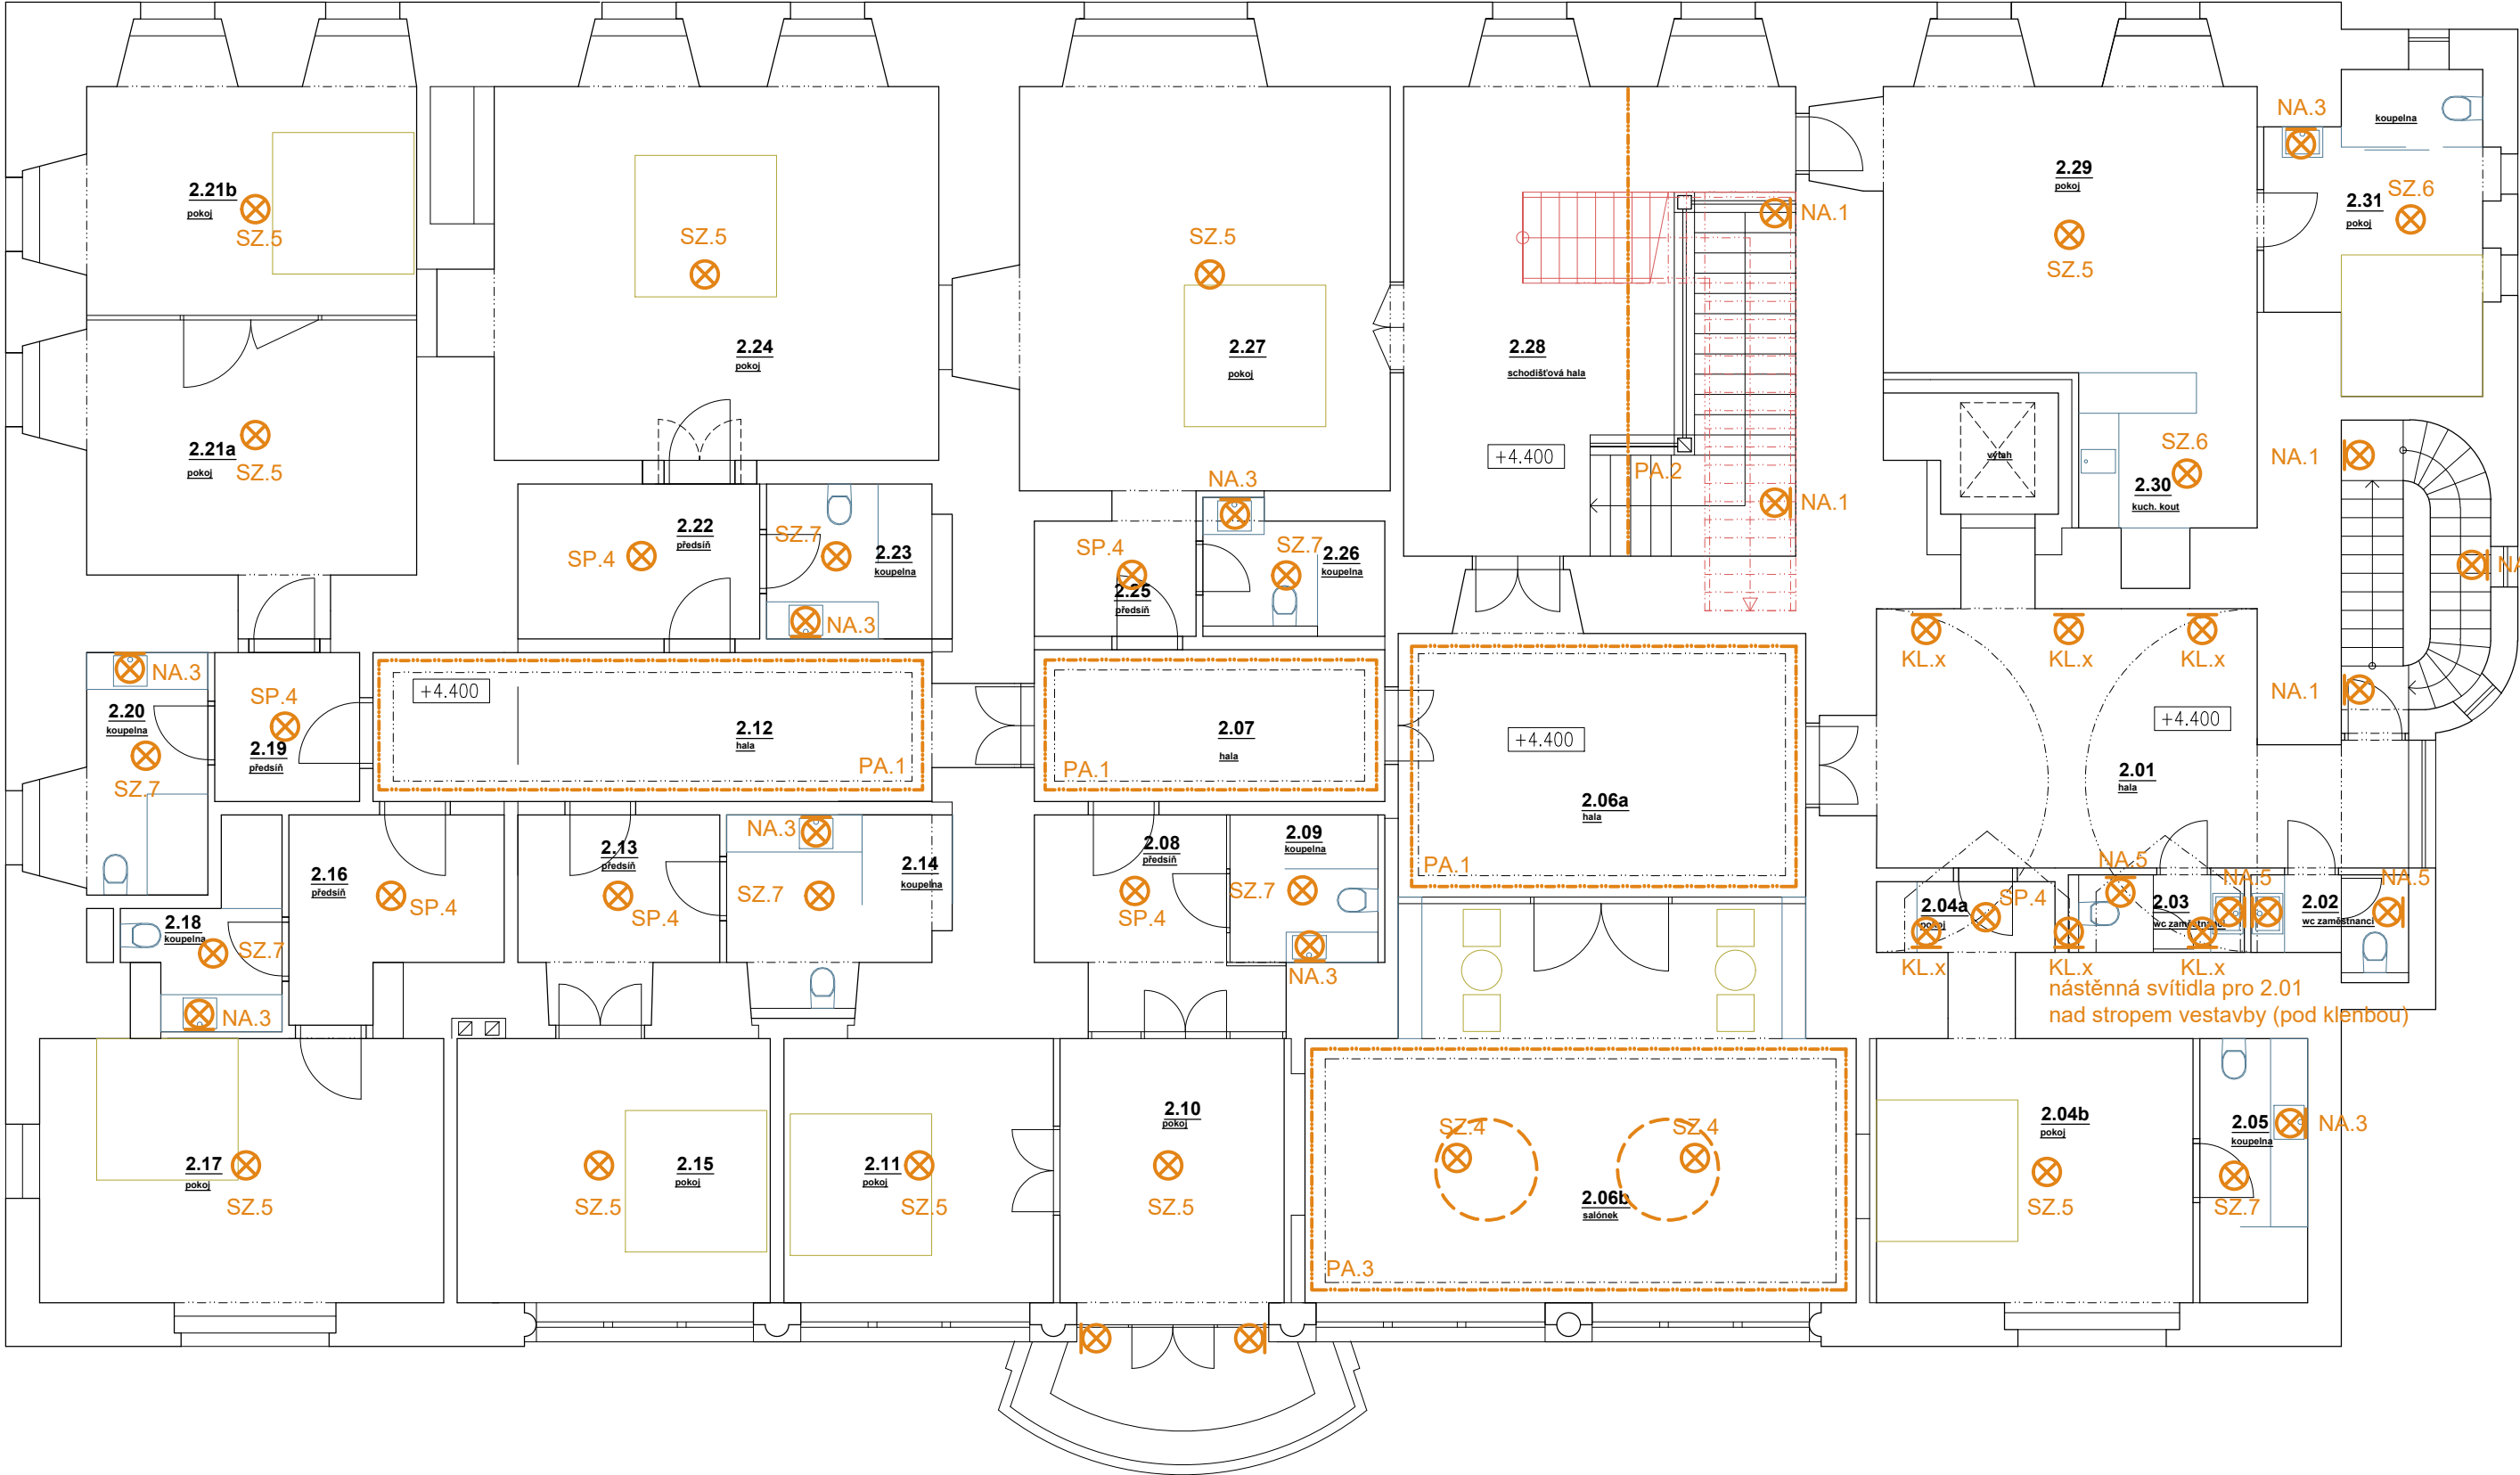 NA.3
koupelna
2.21b
pokoj
SZ.5
SZ.5
SZ.5
2.29
pokoj
SZ.5
SZ.6
2.31
pokoj
NA.1
2.24
pokoj
2.27
pokoj
2.28
schodišťová hala
2.21a
pokoj
SZ.5
+4.400
PA.2
NA.1
výtah
SZ.6
2.30
kuch. kout
NA.1
NA.3
2.22
předsíň
SP.4
SZ.7
2.23
koupelna
NA.3
SP.4
2.25
předsíň
SZ.7
2.26
koupelna
KL.x
KL.x
KL.x
NA.3
SP.4
2.20
koupelna
2.19
předsíň
SZ.7
+4.400
2.12
hala
PA.1
2.07
hala
PA.1
+4.400
2.06a
hala
PA.1
NA.1
+4.400
2.01
hala
2.16
předsíň
SP.4
2.13
předsíň
SP.4
NA.3
SZ.7
2.14
koupelna
2.08
předsíň
SP.4
2.09
koupelna
SZ.7
NA.3
NA.5
NA.5
NA.5
2.04a
pokoj
SP.4
2.03
wc zaměstnanci
2.02
wc zaměstnanci
2.18
koupelna
SZ.7
NA.3
KL.x
KL.x
KL.x
nástěnná svítidla pro 2.01
nad stropem vestavby (pod klenbou)
2.17
pokoj
SZ.5
2.15
pokoj
SZ.5
2.11
pokoj
SZ.5
2.10
pokoj
SZ.5
SZ.4
SZ.4
2.06b
salónek
PA.3
2.04b
pokoj
SZ.5
2.05
koupelna
NA.3
SZ.7